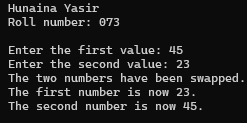 Hunaina Yasir
Roll number: 073
Enter the first value: 45
Enter the second value: 23
The two numbers have been swapped.
The first number is now 23.
The second number is now 45.